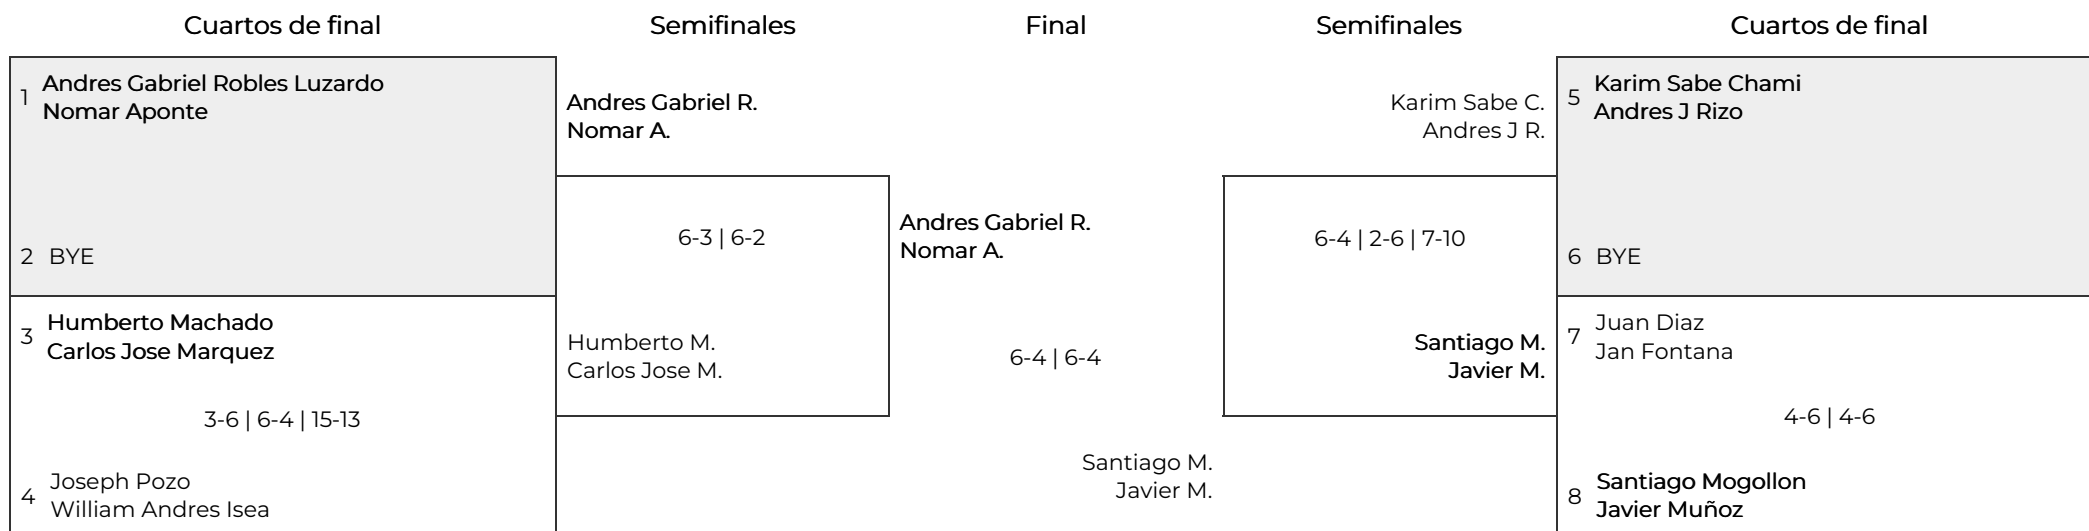 Cuartos de final
Semifinales
Final
Semifinales
Cuartos de final
1
Andres Gabriel Robles Luzardo
Nomar Aponte
2 BYE
3
Humberto Machado
Carlos Jose Marquez
3-6 | 6-4 | 15-13
4
Joseph Pozo
William Andres Isea
Andres Gabriel R.
Nomar A.
6-3 | 6-2
Humberto M.
Carlos Jose M.
Andres Gabriel R.
Nomar A.
6-4 | 6-4
Santiago M.
Javier M.
Karim Sabe C.
Andres J R.
6-4 | 2-6 | 7-10
Santiago M.
Javier M.
5
Karim Sabe Chami
Andres J Rizo
6 BYE
7
Juan Diaz
Jan Fontana
4-6 | 4-6
8
Santiago Mogollon
Javier Muñoz